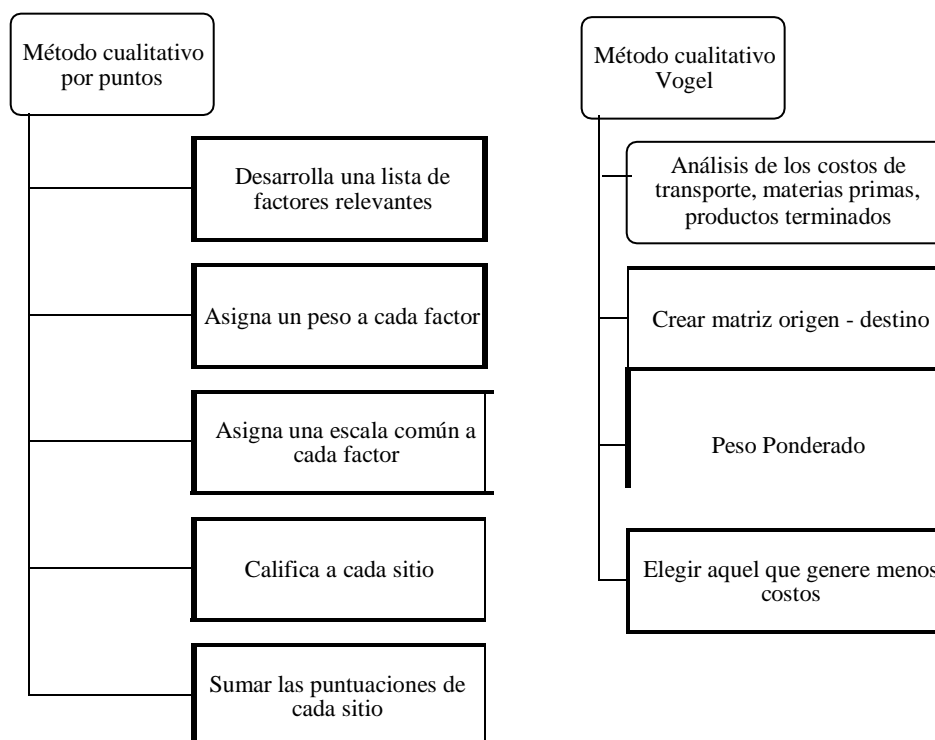 Método cualitativo
por puntos
Desarrolla una lista de
factores relevantes
Asigna un peso a cada factor
Asigna una escala común a
cada factor
Califica a cada sitio
Sumar las puntuaciones de
cada sitio
Método cualitativo
Vogel
Análisis de los costos de
transporte, materias primas,
productos terminados
Crear matriz origen - destino
Peso Ponderado
Elegir aquel que genere menos
costos